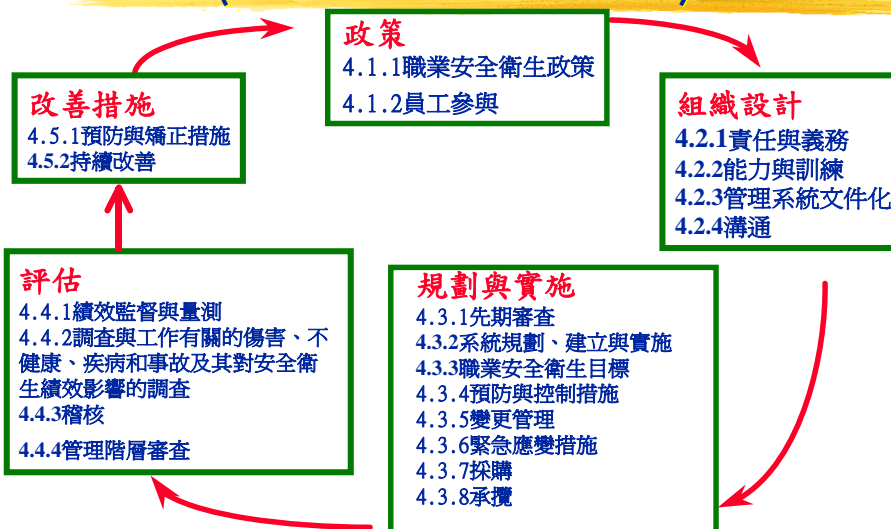 政策
4.1.1職業安全衛生政策
4.1.2員工參與
組織設計
4.2.1責任與義務
4.2.2能力與訓練
4.2.3管理系統文件化
4.2.4溝通
規劃與實施
4.3.1先期審查
4.3.2系統規劃、建立與實施
4.3.3職業安全衛生目標
4.3.4預防與控制措施
4.3.5變更管理
4.3.6緊急應變措施
4.3.7採購
4.3.8承攬
評估
4.4.1績效監督與量測
4.4.2調查與工作有關的傷害、不
健康、疾病和事故及其對安全衛
生績效影響的調查
4.4.3稽核
4.4.4管理階層審查
改善措施
4.5.1預防與矯正措施
4.5.2持續改善